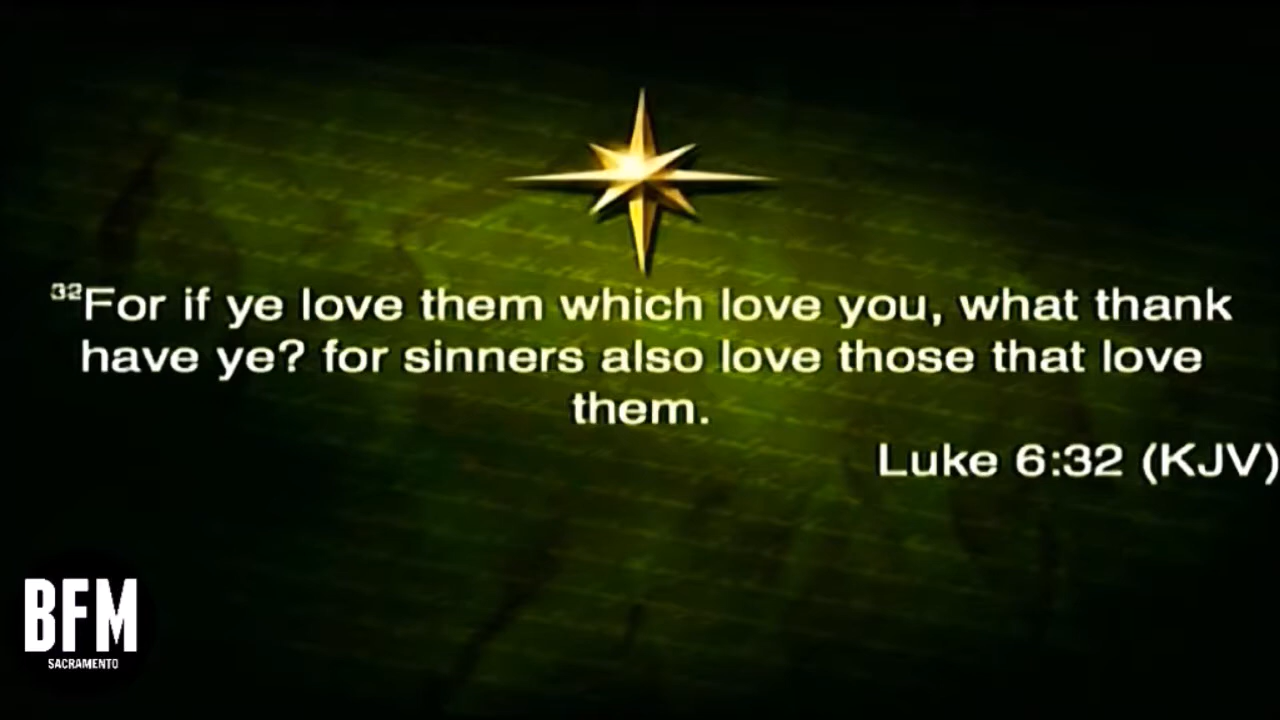 ³²For if ye love them which love you, what thank
have ye? for sinners also love those that love
them.
Luke 6:32 (KJV)
BFM
SACRAMENTO